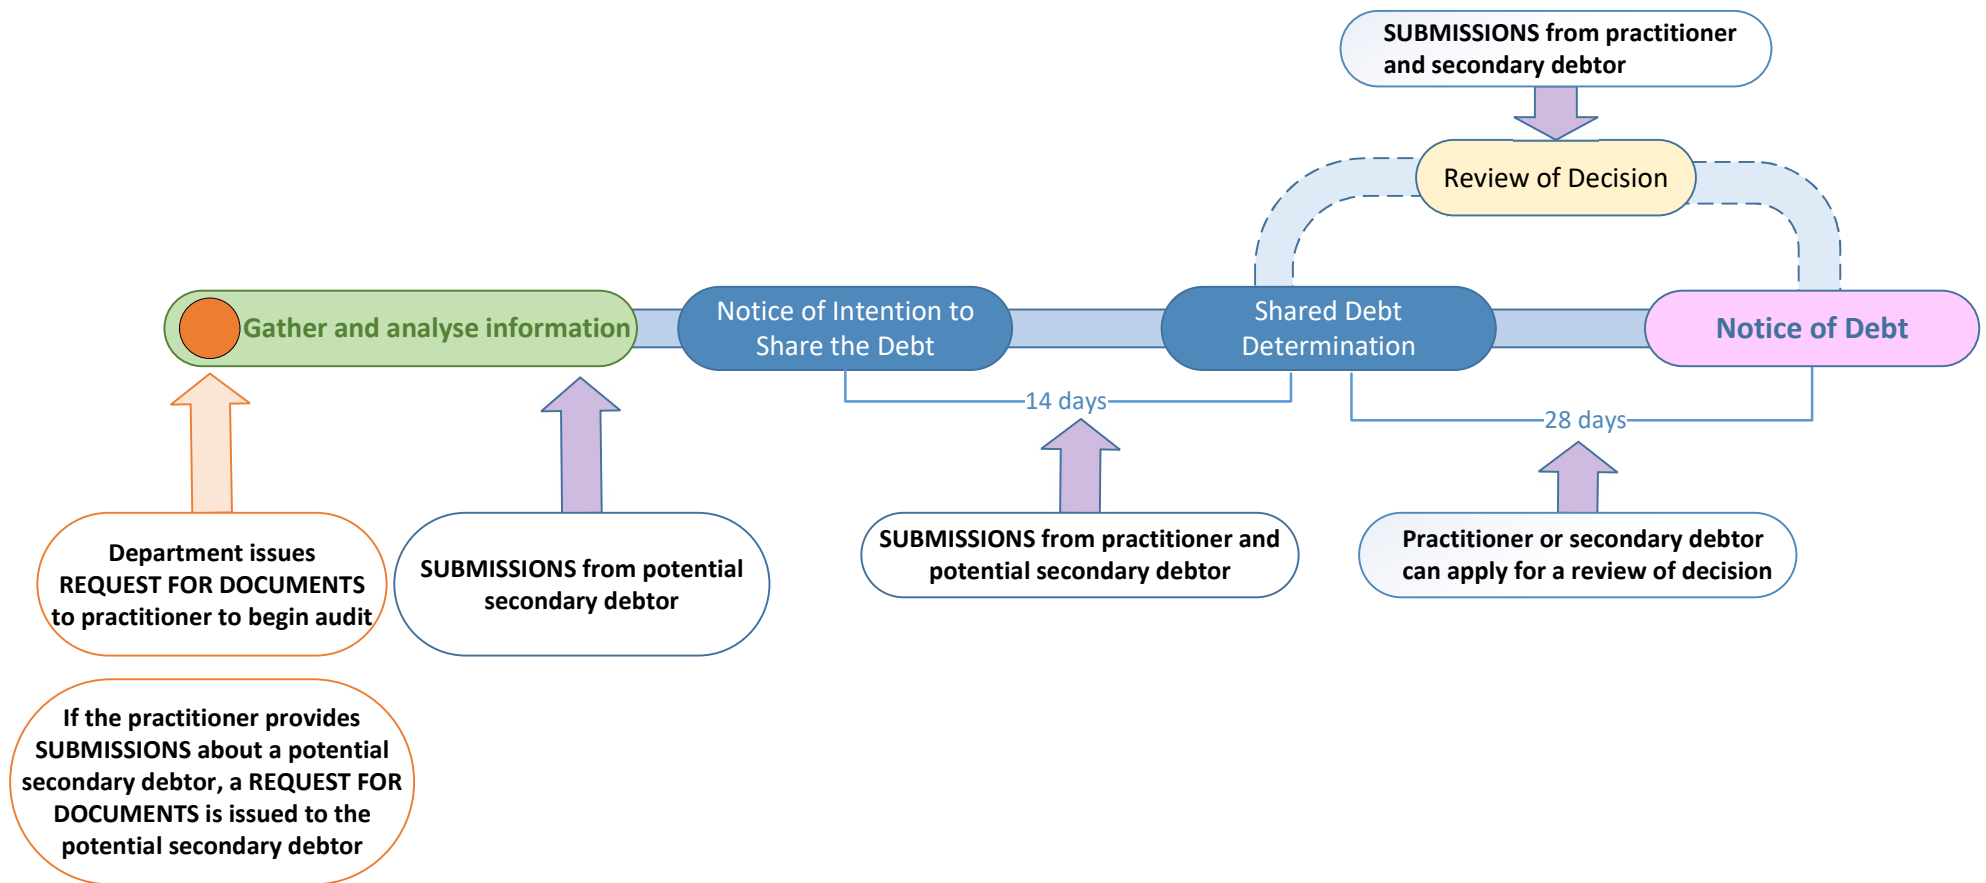 SUBMISSIONS from practitioner
and secondary debtor
Review of Decision
Gather and analyse information
Notice of Intention to
Share the Debt
Shared Debt
Determination
Notice of Debt
14 days
28 days
Department issues
REQUEST FOR DOCUMENTS
to practitioner to begin audit
SUBMISSIONS from potential
secondary debtor
SUBMISSIONS from practitioner and
potential secondary debtor
Practitioner or secondary debtor
can apply for a review of decision
If the practitioner provides
SUBMISSIONS about a potential
secondary debtor, a REQUEST FOR
DOCUMENTS is issued to the
potential secondary debtor